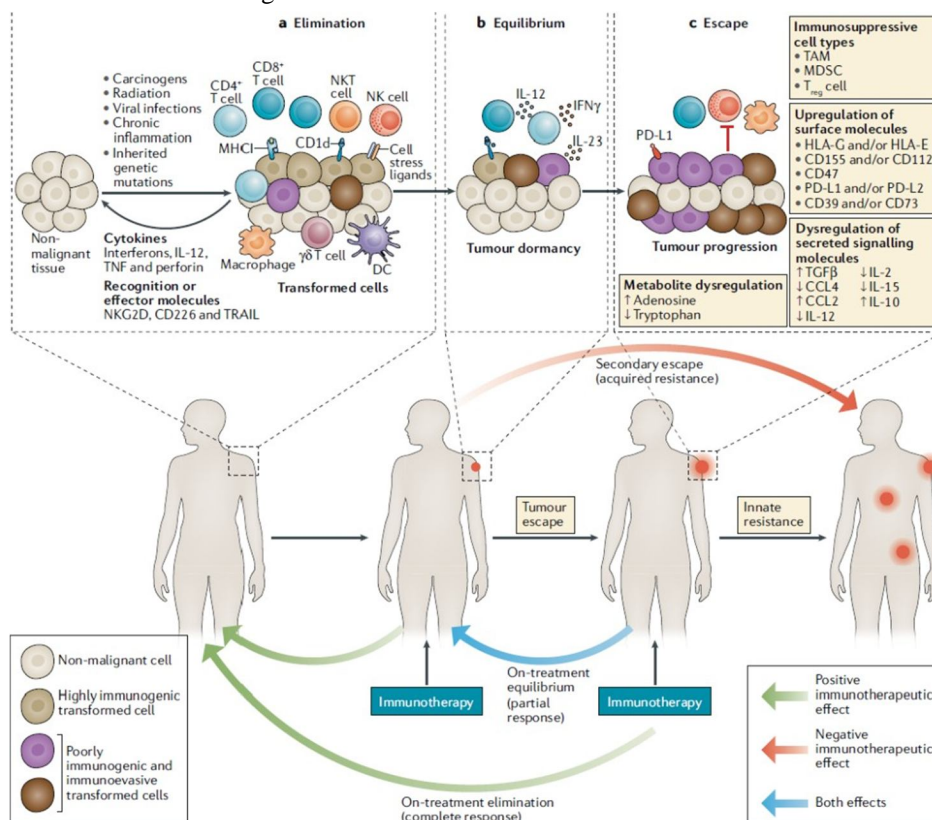 a Elimination
• Carcinogens
• Radiation
• Viral infections
• Chronic
inflammation
• Inherited
genetic
mutations
CD4⁺
T cell
CD8⁺
T cell
NKT
cell
NK cell
MHCI
CD1d
Cell
stress
ligands
Non-
malignant
tissue
Cytokines
Interferons, IL-12,
TNF and perforin
Recognition or
effector molecules
NKG2D, CD226 and TRAIL
Macrophage
γδ T cell
DC
Transformed cells
b Equilibrium
IL-12
IFNγ
IL-23
Tumour dormancy
c Escape
PD-L1
Tumour progression
Immunosuppressive
cell types
• TAM
• MDSC
• Treg cell
Upregulation of
surface molecules
• HLA-G and/or HLA-E
• CD155 and/or CD112
• CD47
• PD-L1 and/or PD-L2
• CD39 and/or CD73
Metabolite dysregulation
↑ Adenosine
↓ Tryptophan
Dysregulation of
secreted signalling
molecules
↑ TGFβ ↓ IL-2
↓ CCL4 ↓ IL-15
↑ CCL2 ↑ IL-10
↓ IL-12
Secondary escape
(acquired resistance)
Tumour
escape
Innate
resistance
On-treatment
equilibrium
(partial
response)
Immunotherapy
Immunotherapy
On-treatment elimination
(complete response)
Non-malignant cell
Highly immunogenic
transformed cell
Poorly
immunogenic and
immunoevasive
transformed cells
Positive
immunotherapeutic
effect
Negative
immunotherapeutic
effect
Both effects